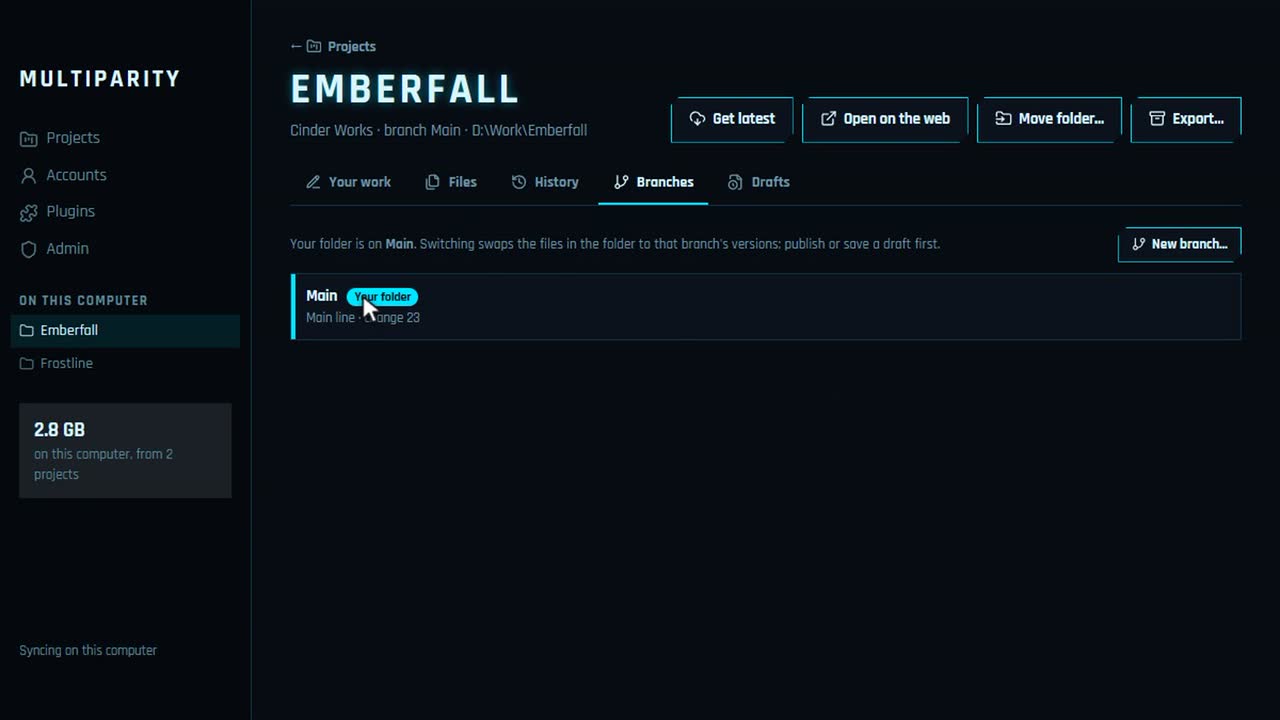 MULTIPARITY
Projects
Accounts
Plugins
Admin
ON THIS COMPUTER
Emberfall
Frostline
2.8 GB
on this computer, from 2
projects
Syncing on this computer
← Projects
EMBERFALL
Cinder Works · branch Main · D:\Work\Emberfall
Get latest
Open on the web
Move folder...
Export...
Your work
Files
History
Branches
Drafts
Your folder is on Main. Switching swaps the files in the folder to that branch's versions; publish or save a draft first.
New branch...
Main
Your folder
Main line · change 23